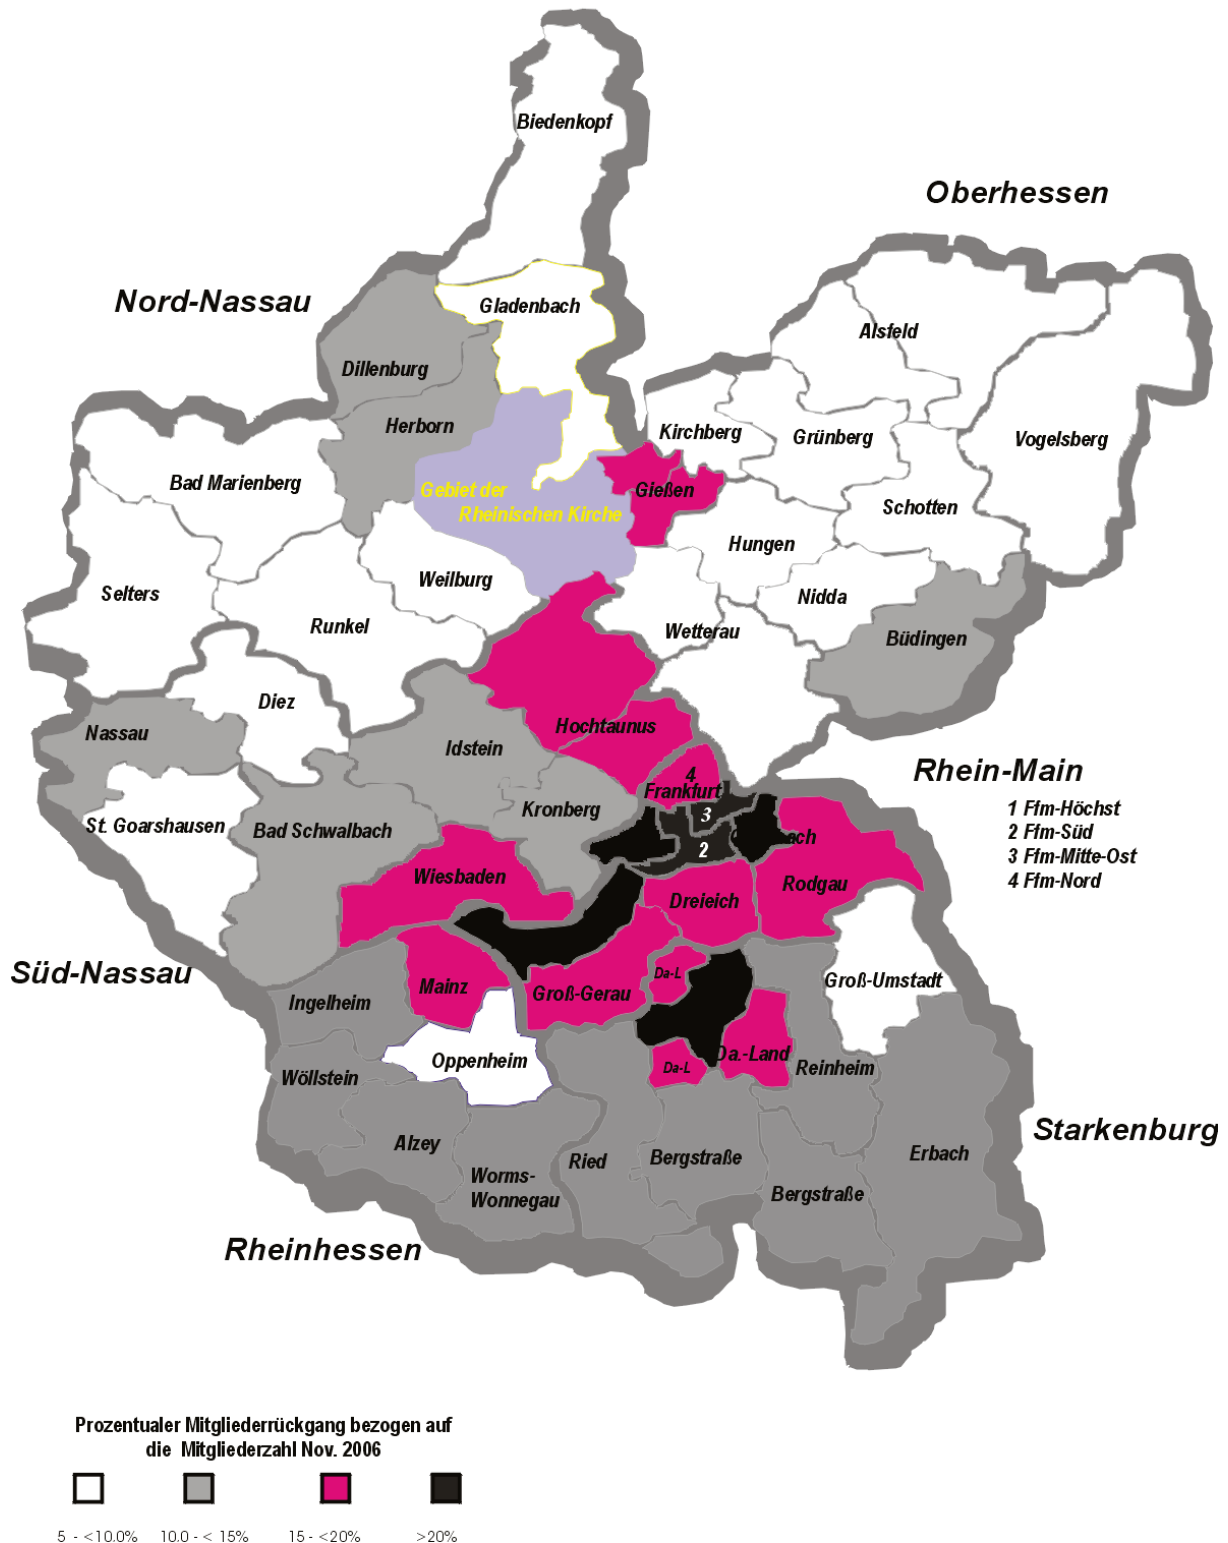 Biedenkopf
Oberhessen
Nord-Nassau
Gladenbach
Alsfeld
Dillenburg
Herborn
Kirchberg
Grünberg
Vogelsberg
Bad Marienberg
Gebiet der
Rheinischen Kirche
Gießen
Schotten
Hungen
Weilburg
Selters
Nidda
Runkel
Wetterau
Büdingen
Diez
Nassau
Hochtaunus
Idstein
Rhein-Main
4
Frankfurt
Kronberg
1 Ffm-Höchst
2 Ffm-Süd
3 Ffm-Mitte-Ost
4 Ffm-Nord
3
St. Goarshausen
Bad Schwalbach
ach
2
Wiesbaden
Rodgau
Dreieich
Süd-Nassau
Da-L
Groß-Umstadt
Mainz
Groß-Gerau
Ingelheim
Da.-Land
Oppenheim
Da-L
Reinheim
Wöllstein
Starkenburg
Alzey
Erbach
Ried
Bergstraße
Worms-
Wonnegau
Bergstraße
Rheinhessen
Prozentualer Mitgliederrückgang bezogen auf
die Mitgliederzahl Nov. 2006
5 - <10.0% 10.0 - < 15% 15 - <20% >20%